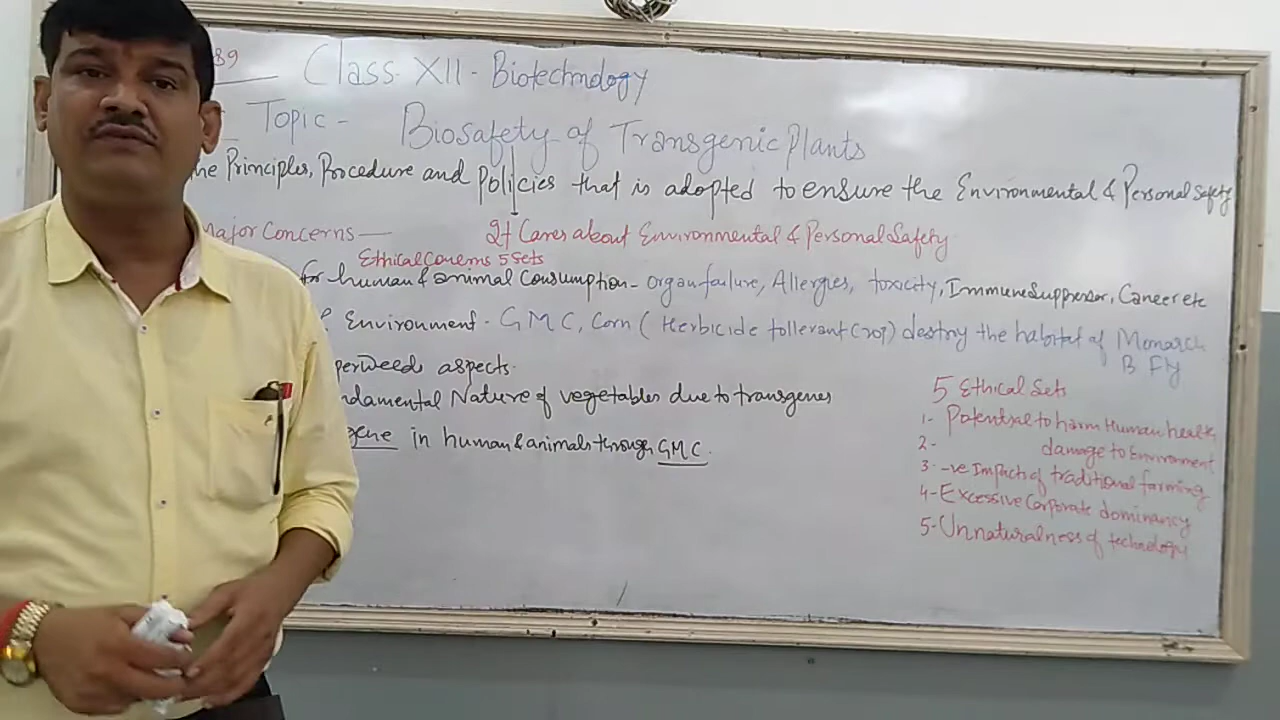 89
Class XII - Biotechnology
Topic - Biosafety of Transgenic Plants
he Principles, Procedure and Policies that is adopted to ensure the Environmental & Personal Safety
Major Concerns — It Cares about Environmental & Personal Safety
Ethical Concerns 5 Sets
for human & animal Consumption - organ failure, Allergies, toxicity, Immune Suppressor, Cancer etc
Environment - GMC, Corn (Herbicide tollerant Crop) destroy the habitat of Monarch
B Fly
perweed aspects.
ndamental Nature of vegetables due to transgenes
gene in human & animals through GMC.
5 Ethical Sets
1- Potential to harm Human health
2- damage to Environment
3- -ve Impacts of traditional farming
4- Excessive Corporate dominancy
5- Unnaturalness of technology